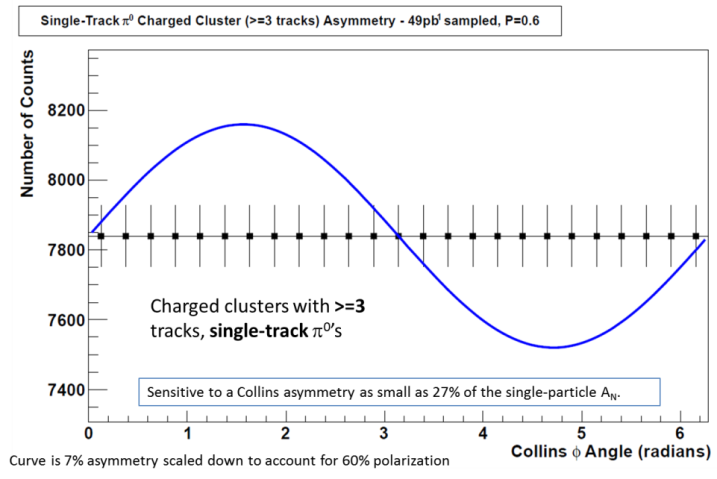 Single-Track π⁰ Charged Cluster (>=3 tracks) Asymmetry - 49pb¹ sampled, P=0.6
Number of Counts
8200
8000
7800
7600
7400
Charged clusters with >=3
tracks, single-track π⁰'s
Sensitive to a Collins asymmetry as small as 27% of the single-particle A_N.
0 1 2 3 4 5 6
Collins ϕ Angle (radians)
Curve is 7% asymmetry scaled down to account for 60% polarization